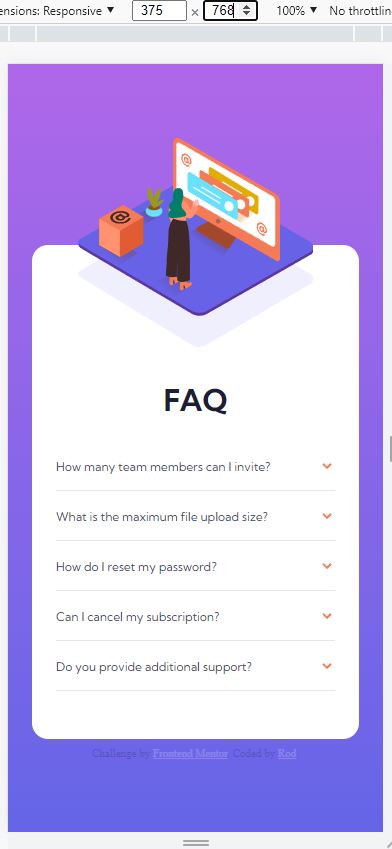 ensions: Responsive ▼ 375 × 768 100% ▼ No throttlin
FAQ
How many team members can I invite?
What is the maximum file upload size?
How do I reset my password?
Can I cancel my subscription?
Do you provide additional support?
Challenge by Frontend Mentor. Coded by Rod